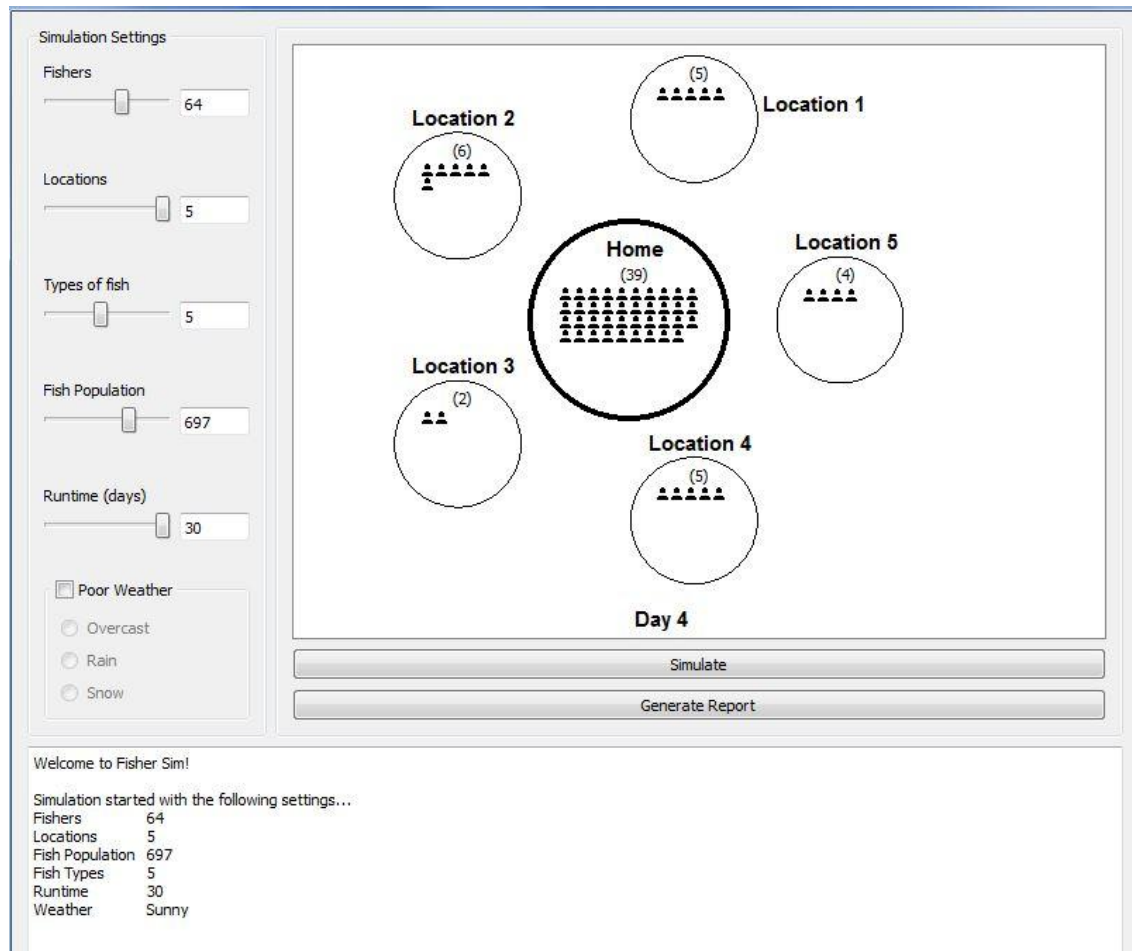 Simulation Settings
Fishers
64
Locations
5
Types of fish
5
Fish Population
697
Runtime (days)
30
Poor Weather
Overcast
Rain
Snow
(5)
Location 1
Location 2
(6)
Home
(39)
Location 5
(4)
Location 3
(2)
Location 4
(5)
Day 4
Simulate
Generate Report
Welcome to Fisher Sim!
Simulation started with the following settings...
Fishers 64
Locations 5
Fish Population 697
Fish Types 5
Runtime 30
Weather Sunny